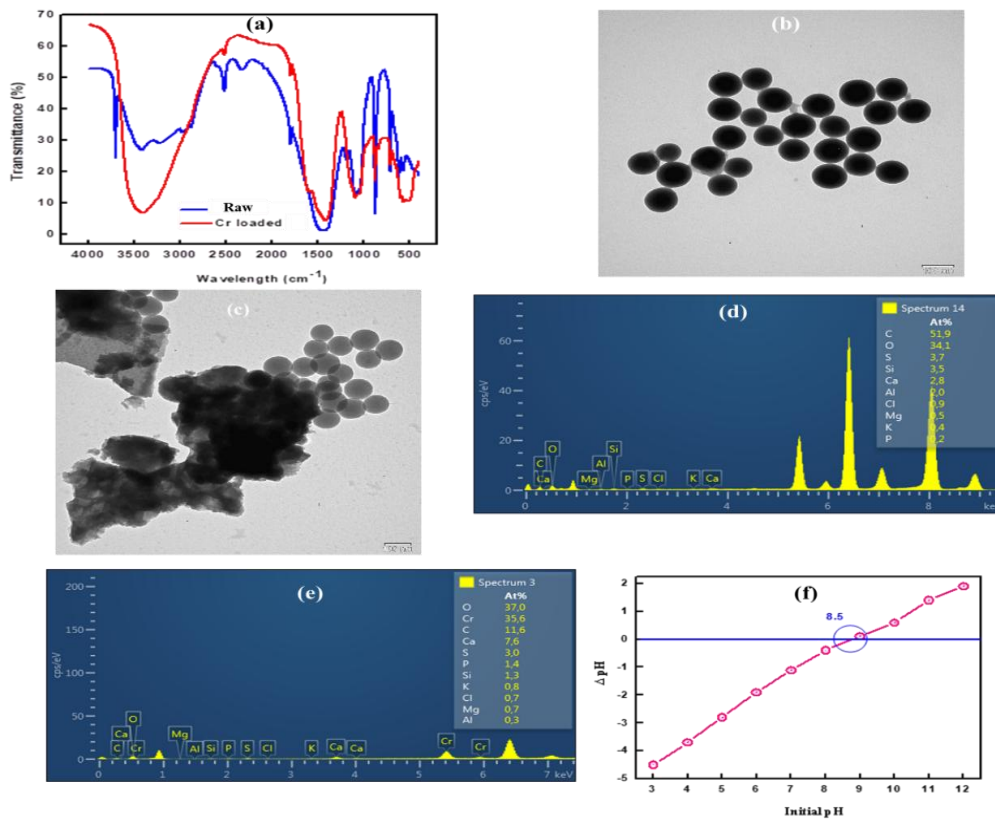 (a)
Transmittance (%)
70
60
50
40
30
20
10
0
Raw
Cr loaded
4000 3500 3000 2500 2000 1500 1000 500
Wavelength (cm⁻¹)
(b)
(c)
(d)
Spectrum 14
At%
C 51,9
O 34,1
S 3,7
Si 3,5
Ca 2,8
Al 2,0
Cl 0,9
Mg 0,5
K 0,4
P 0,2
cps/eV
60
40
20
0
C O Si
Ca Mg Al P S Cl K Ca
0 2 4 6 8 keV
(e)
Spectrum 3
At%
O 37,0
Cr 35,6
C 11,6
Ca 7,6
S 3,0
P 1,4
Si 1,3
K 0,8
Cl 0,7
Mg 0,7
Al 0,3
cps/eV
200
150
100
50
0
O
Ca Mg Cr
C Cr Al Si P S Cl K Ca Ca Cr
0 1 2 3 4 5 6 7 keV
(f)
8.5
Δ pH
2
1
0
-1
-2
-3
-4
-5
3 4 5 6 7 8 9 10 11 12
Initial pH